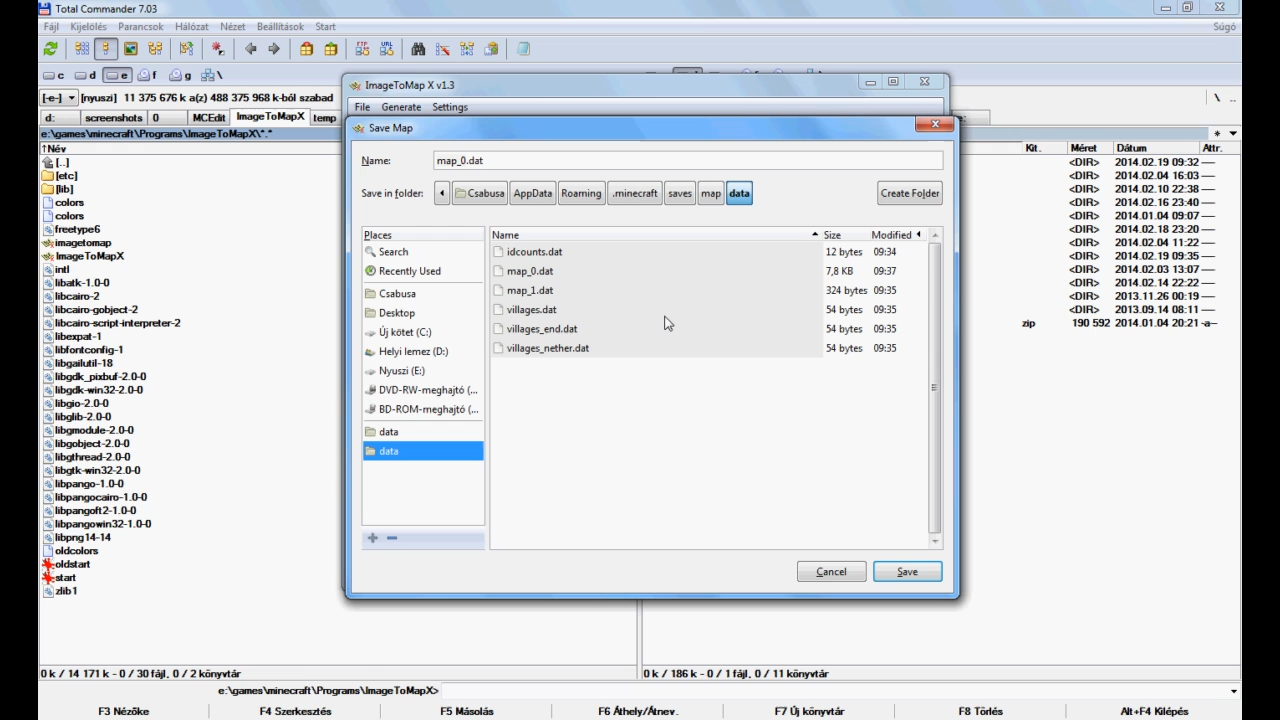 Total Commander 7.03
Fájl Kijelölés Parancsok Hálózat Nézet Beállítások Start Súgó
FTP URL
c d e f g \
[-e-] [nyuszi] 11 375 676 k a(z) 488 375 968 k-ból szabad \ ..
d: screenshots 0 MCEdit ImageToMapX temp
e:\games\minecraft\Programs\ImageToMapX\*.* * ▼
↑Név Kit. Méret Dátum Attr.
[..]
[etc]
[lib]
colors
colors
freetype6
imagetomap
ImageToMapX
intl
libatk-1.0-0
libcairo-2
libcairo-gobject-2
libcairo-script-interpreter-2
libexpat-1
libfontconfig-1
libgailutil-18
libgdk_pixbuf-2.0-0
libgdk-win32-2.0-0
libgio-2.0-0
libglib-2.0-0
libgmodule-2.0-0
libgobject-2.0-0
libgthread-2.0-0
libgtk-win32-2.0-0
libpango-1.0-0
libpangocairo-1.0-0
libpangoft2-1.0-0
libpangowin32-1.0-0
libpng14-14
oldcolors
oldstart
start
zlib1
ImageToMap X v1.3
File Generate Settings
Save Map
Name: map_0.dat
Save in folder: Csabusa AppData Roaming .minecraft saves map data Create Folder
Places
Search
Recently Used
Csabusa
Desktop
Új kötet (C:)
Helyi lemez (D:)
Nyuszi (E:)
DVD-RW-meghajtó (...
BD-ROM-meghajtó (...
data
data
Name Size Modified
idcounts.dat 12 bytes 09:34
map_0.dat 7,8 KB 09:37
map_1.dat 324 bytes 09:35
villages.dat 54 bytes 09:35
villages_end.dat 54 bytes 09:35
villages_nether.dat 54 bytes 09:35
Cancel Save
<DIR> 2014.02.19 09:32 ----
<DIR> 2014.02.04 16:03 ----
<DIR> 2014.02.10 22:38 ----
<DIR> 2014.02.16 23:40 ----
<DIR> 2014.01.04 09:07 ----
<DIR> 2014.02.18 23:20 ----
<DIR> 2014.02.04 11:22 ----
<DIR> 2014.02.19 09:35 ----
<DIR> 2014.02.03 13:07 ----
<DIR> 2014.02.14 22:22 ----
<DIR> 2013.11.26 00:19 ----
<DIR> 2013.09.14 08:11 ----
zip 190 592 2014.01.04 20:21 -a--
0 k / 14 171 k - 0 / 30 fájl, 0 / 2 könyvtár
0 k / 186 k - 0 / 1 fájl, 0 / 11 könyvtár
e:\games\minecraft\Programs\ImageToMapX>
F3 Nézőke F4 Szerkesztés F5 Másolás F6 Áthely/Átnev. F7 Új könyvtár F8 Törlés Alt+F4 Kilépés